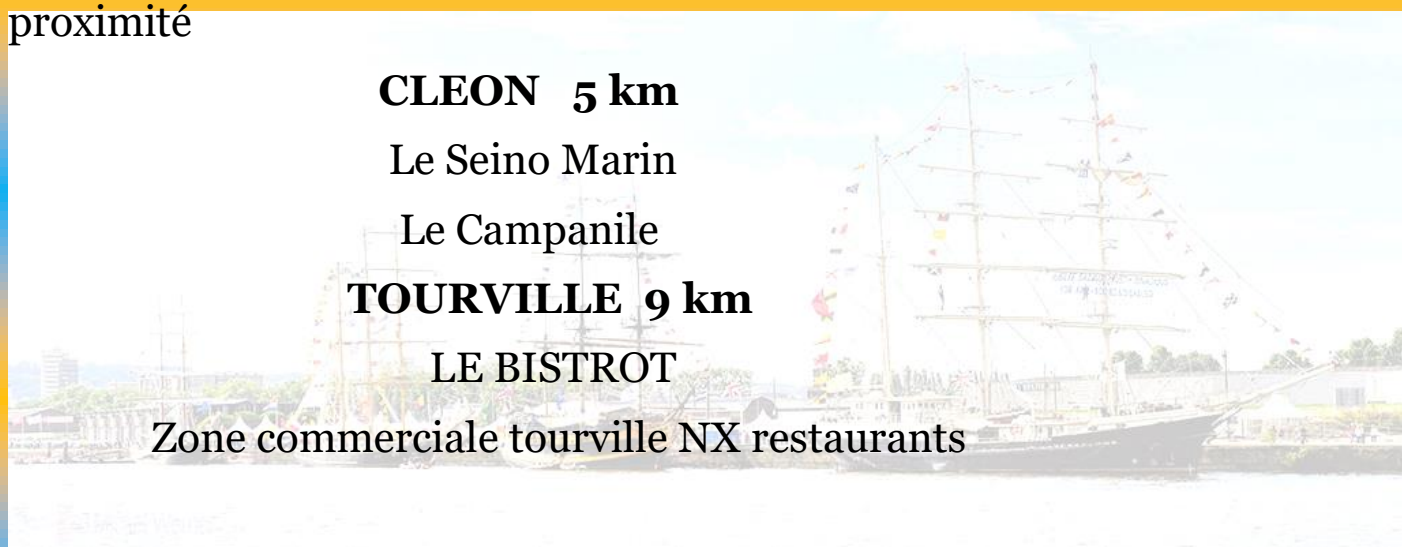 proximité
CLEON 5 km
Le Seino Marin
Le Campanile
TOURVILLE 9 km
LE BISTROT
Zone commerciale tourville NX restaurants